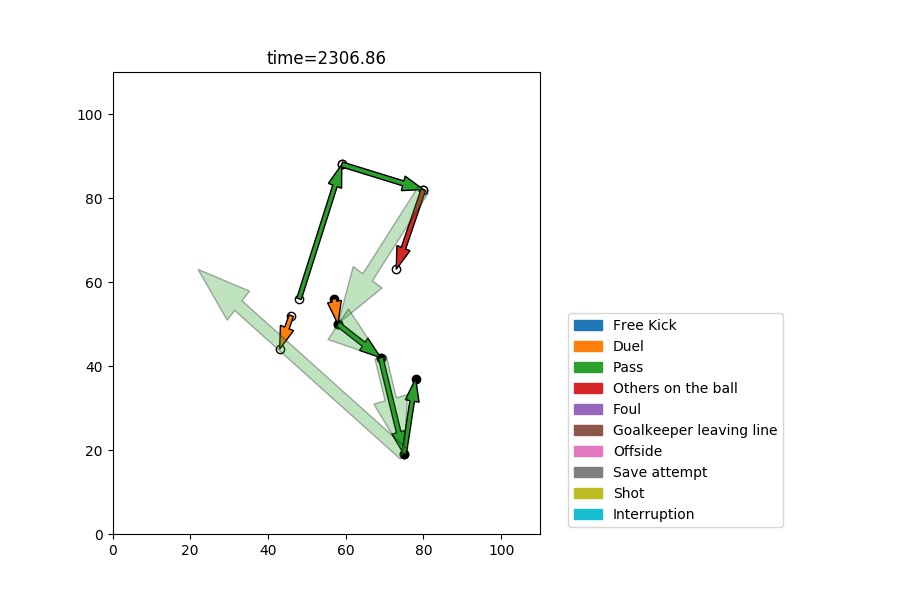 time=2306.86
100
80
60
40
20
0
0 20 40 60 80 100
Free Kick
Duel
Pass
Others on the ball
Foul
Goalkeeper leaving line
Offside
Save attempt
Shot
Interruption